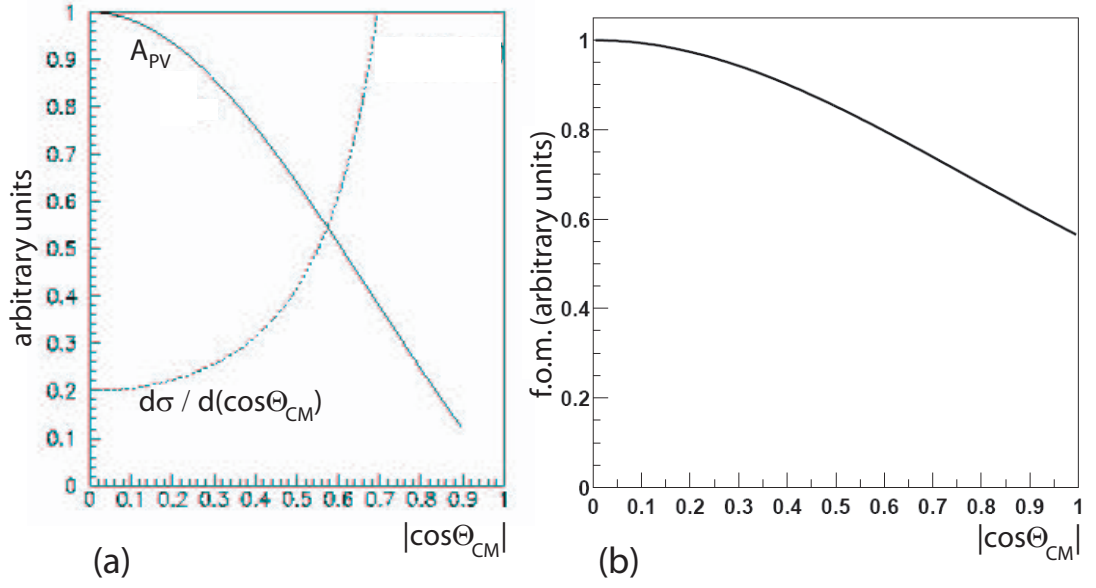 arbitrary units
1
0.9
0.8
0.7
0.6
0.5
0.4
0.3
0.2
0.1
0
A_PV
dσ / d(cosΘ_CM)
0 0.1 0.2 0.3 0.4 0.5 0.6 0.7 0.8 0.9 1
|cosΘ_CM|
(a)
f.o.m. (arbitrary units)
1
0.8
0.6
0.4
0.2
0
0 0.1 0.2 0.3 0.4 0.5 0.6 0.7 0.8 0.9 1
|cosΘ_CM|
(b)